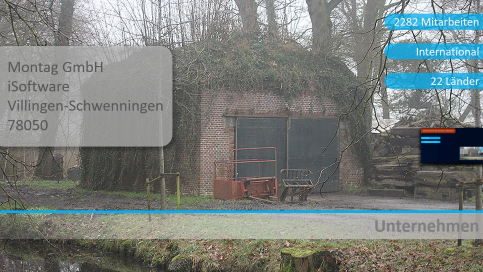 2282 Mitarbeiten
International
22 Länder
Montag GmbH
iSoftware
Villingen-Schwenningen
78050
Unternehmen